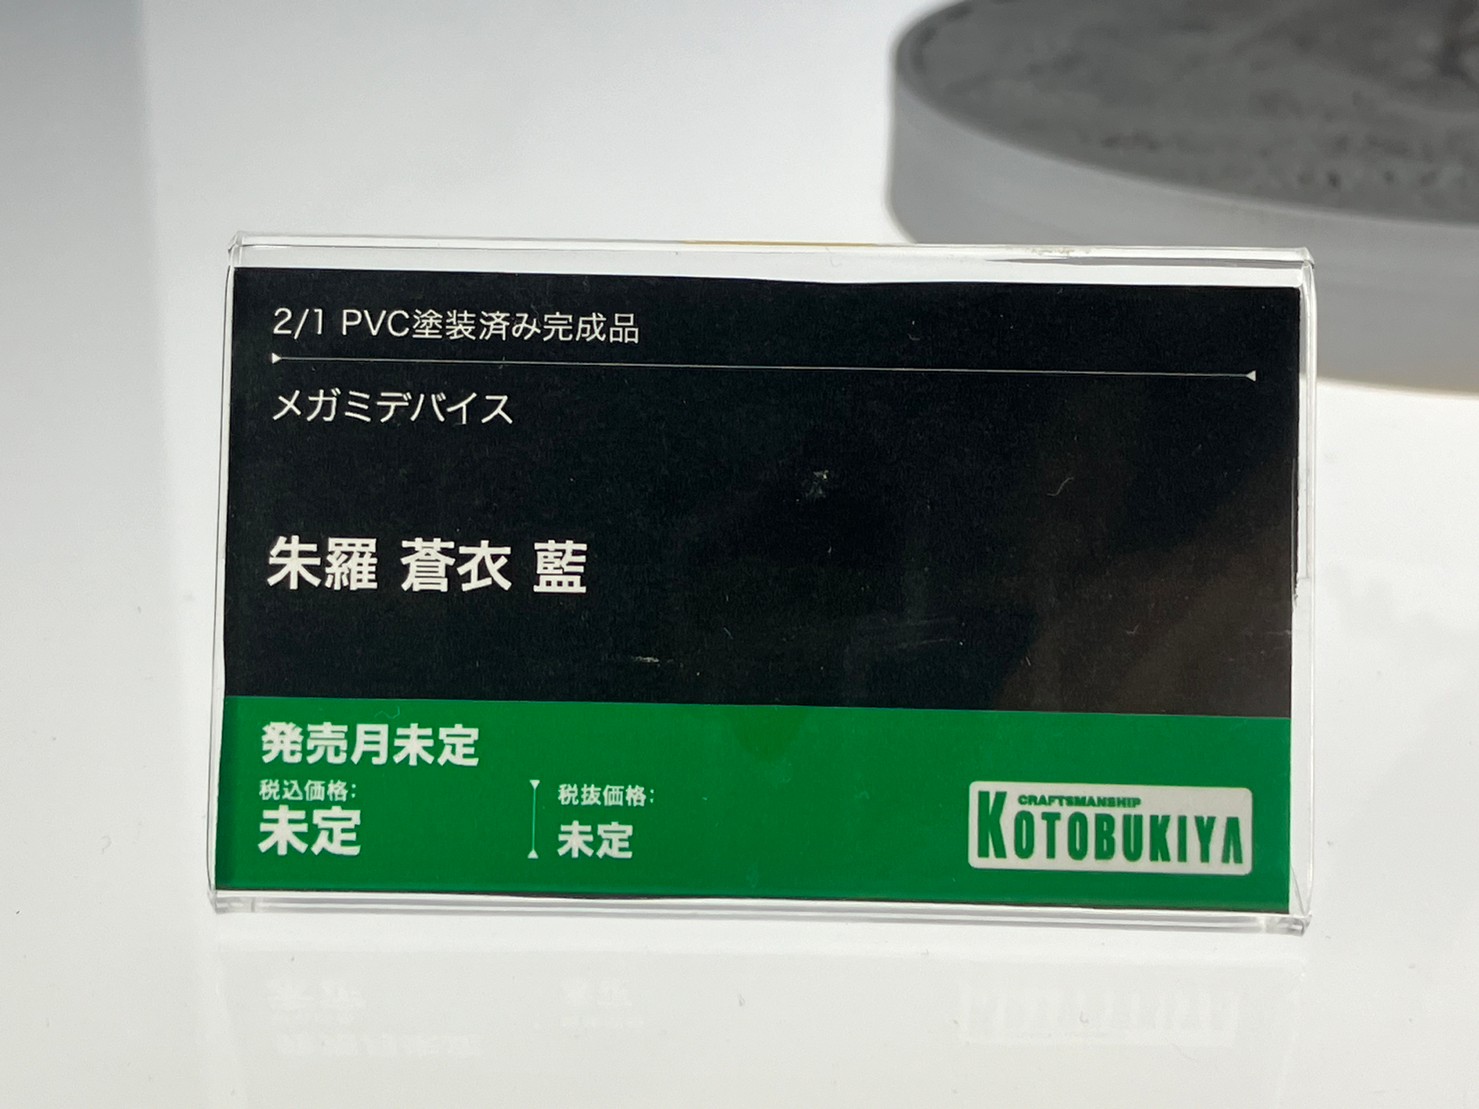 2/1 PVC塗装済み完成品
メガミデバイス
朱羅 蒼衣 藍
発売月未定
税込価格:
未定
税抜価格:
未定
CRAFTSMANSHIP
KOTOBUKIYA